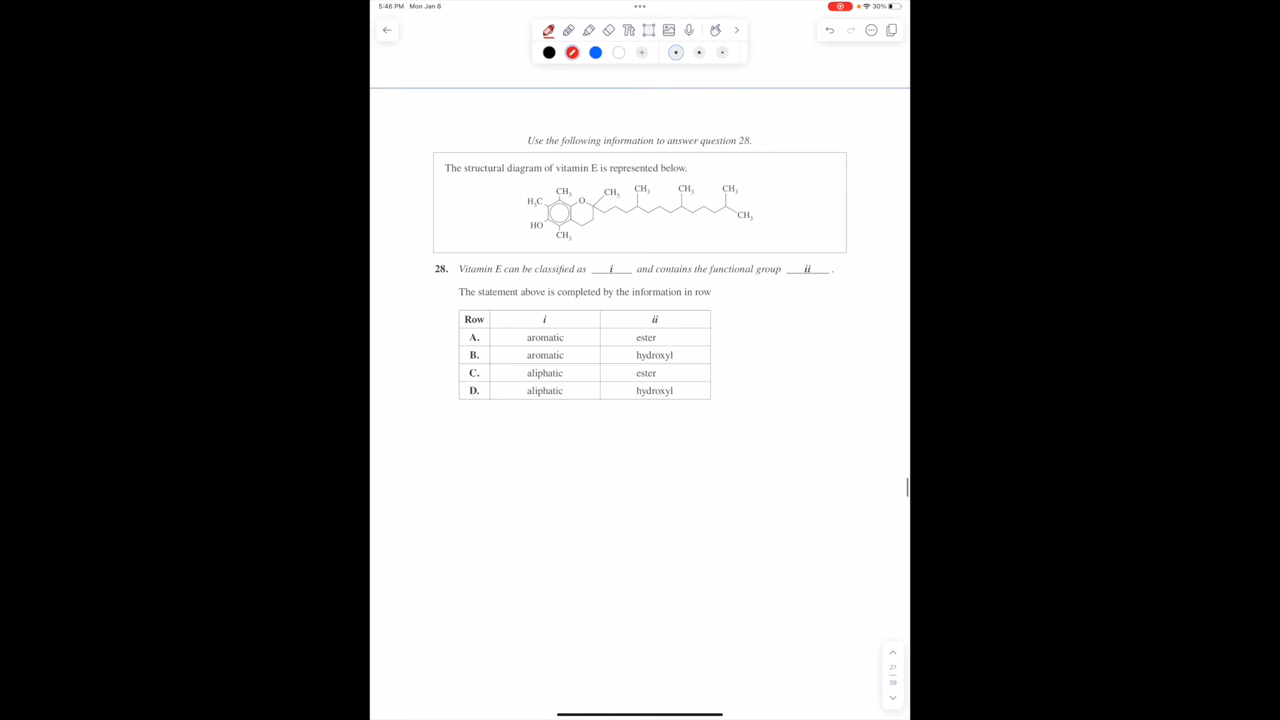 5:46 PM Mon Jan 8
30%
Use the following information to answer question 28.
The structural diagram of vitamin E is represented below.
CH3 CH3 CH3 CH3 CH3
H3C O
HO CH3
CH3
28. Vitamin E can be classified as i and contains the functional group ii .
The statement above is completed by the information in row
Row i ii
A. aromatic ester
B. aromatic hydroxyl
C. aliphatic ester
D. aliphatic hydroxyl
27
39